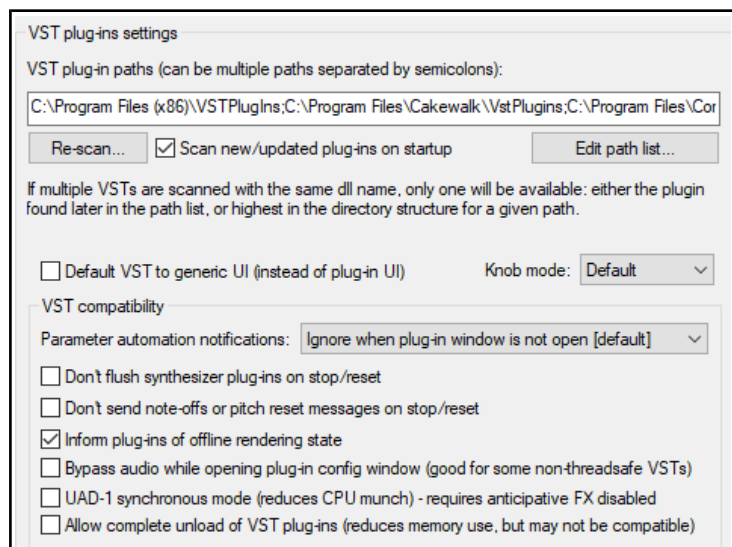 VST plug-ins settings
VST plug-in paths (can be multiple paths separated by semicolons):
C:\Program Files (x86)\VSTPlugIns;C:\Program Files\Cakewalk\VstPlugins;C:\Program Files\Cor
Re-scan... Scan new/updated plug-ins on startup Edit path list...
If multiple VSTs are scanned with the same dll name, only one will be available: either the plugin
found later in the path list, or highest in the directory structure for a given path.
Default VST to generic UI (instead of plug-in UI) Knob mode: Default
VST compatibility
Parameter automation notifications: Ignore when plug-in window is not open [default]
Don't flush synthesizer plug-ins on stop/reset
Don't send note-offs or pitch reset messages on stop/reset
Inform plug-ins of offline rendering state
Bypass audio while opening plug-in config window (good for some non-threadsafe VSTs)
UAD-1 synchronous mode (reduces CPU munch) - requires anticipative FX disabled
Allow complete unload of VST plug-ins (reduces memory use, but may not be compatible)